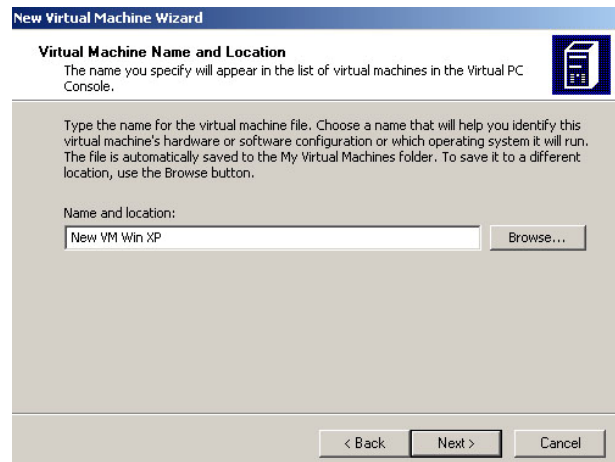 New Virtual Machine Wizard
Virtual Machine Name and Location
The name you specify will appear in the list of virtual machines in the Virtual PC
Console.
Type the name for the virtual machine file. Choose a name that will help you identify this
virtual machine's hardware or software configuration or which operating system it will run.
The file is automatically saved to the My Virtual Machines folder. To save it to a different
location, use the Browse button.
Name and location:
New VM Win XP
Browse...
< Back
Next >
Cancel